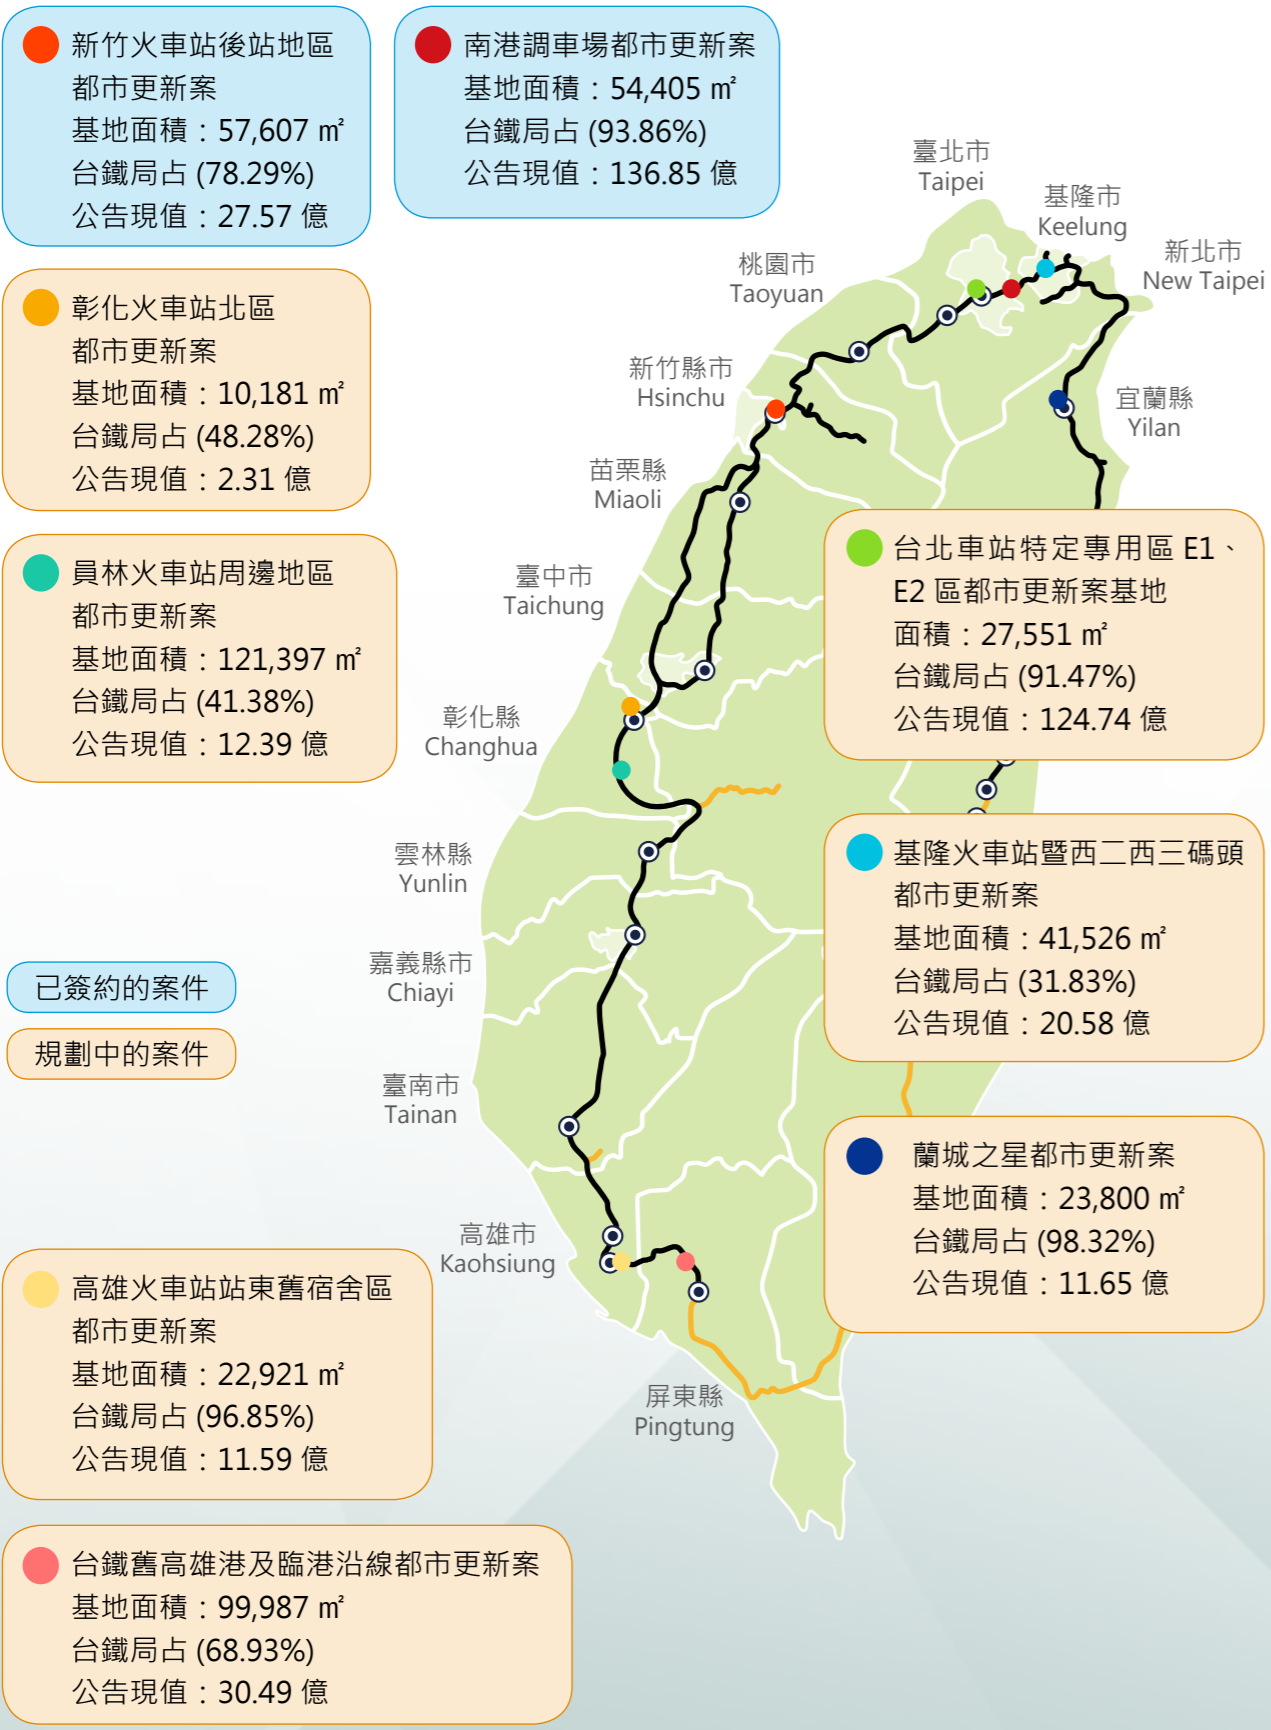 新竹火車站後站地區
都市更新案
基地面積：57,607 ㎡
台鐵局占 (78.29%)
公告現值：27.57 億
南港調車場都市更新案
基地面積：54,405 ㎡
台鐵局占 (93.86%)
公告現值：136.85 億
彰化火車站北區
都市更新案
基地面積：10,181 ㎡
台鐵局占 (48.28%)
公告現值：2.31 億
員林火車站周邊地區
都市更新案
基地面積：121,397 ㎡
台鐵局占 (41.38%)
公告現值：12.39 億
臺北市
Taipei
基隆市
Keelung
新北市
New Taipei
桃園市
Taoyuan
新竹縣市
Hsinchu
宜蘭縣
Yilan
苗栗縣
Miaoli
臺中市
Taichung
彰化縣
Changhua
雲林縣
Yunlin
嘉義縣市
Chiayi
臺南市
Tainan
高雄市
Kaohsiung
屏東縣
Pingtung
台北車站特定專用區 E1、
E2 區都市更新案基地
面積：27,551 ㎡
台鐵局占 (91.47%)
公告現值：124.74 億
基隆火車站暨西二西三碼頭
都市更新案
基地面積：41,526 ㎡
台鐵局占 (31.83%)
公告現值：20.58 億
蘭城之星都市更新案
基地面積：23,800 ㎡
台鐵局占 (98.32%)
公告現值：11.65 億
已簽約的案件
規劃中的案件
高雄火車站站東舊宿舍區
都市更新案
基地面積：22,921 ㎡
台鐵局占 (96.85%)
公告現值：11.59 億
台鐵舊高雄港及臨港沿線都市更新案
基地面積：99,987 ㎡
台鐵局占 (68.93%)
公告現值：30.49 億